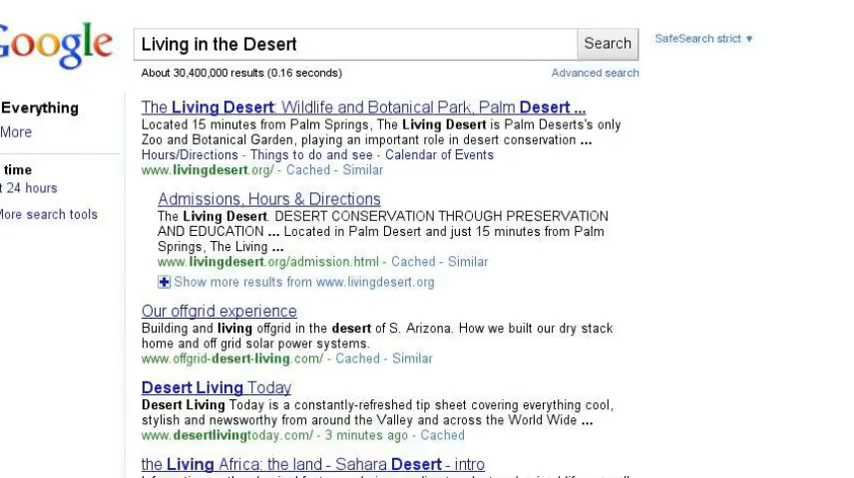 Google
Living in the Desert
Search
SafeSearch strict ▼
About 30,400,000 results (0.16 seconds)
Advanced search
Everything
More
time
24 hours
More search tools
The Living Desert: Wildlife and Botanical Park, Palm Desert ...
Located 15 minutes from Palm Springs, The Living Desert is Palm Deserts's only
Zoo and Botanical Garden, playing an important role in desert conservation ...
Hours/Directions - Things to do and see - Calendar of Events
www.livingdesert.org/ - Cached - Similar
Admissions, Hours & Directions
The Living Desert. DESERT CONSERVATION THROUGH PRESERVATION
AND EDUCATION ... Located in Palm Desert and just 15 minutes from Palm
Springs, The Living ...
www.livingdesert.org/admission.html - Cached - Similar
Show more results from www.livingdesert.org
Our offgrid experience
Building and living offgrid in the desert of S. Arizona. How we built our dry stack
home and off grid solar power systems.
www.offgrid-desert-living.com/ - Cached - Similar
Desert Living Today
Desert Living Today is a constantly-refreshed tip sheet covering everything cool,
stylish and newsworthy from around the Valley and across the World Wide ...
www.desertlivingtoday.com/ - 3 minutes ago - Cached
the Living Africa: the land - Sahara Desert - intro